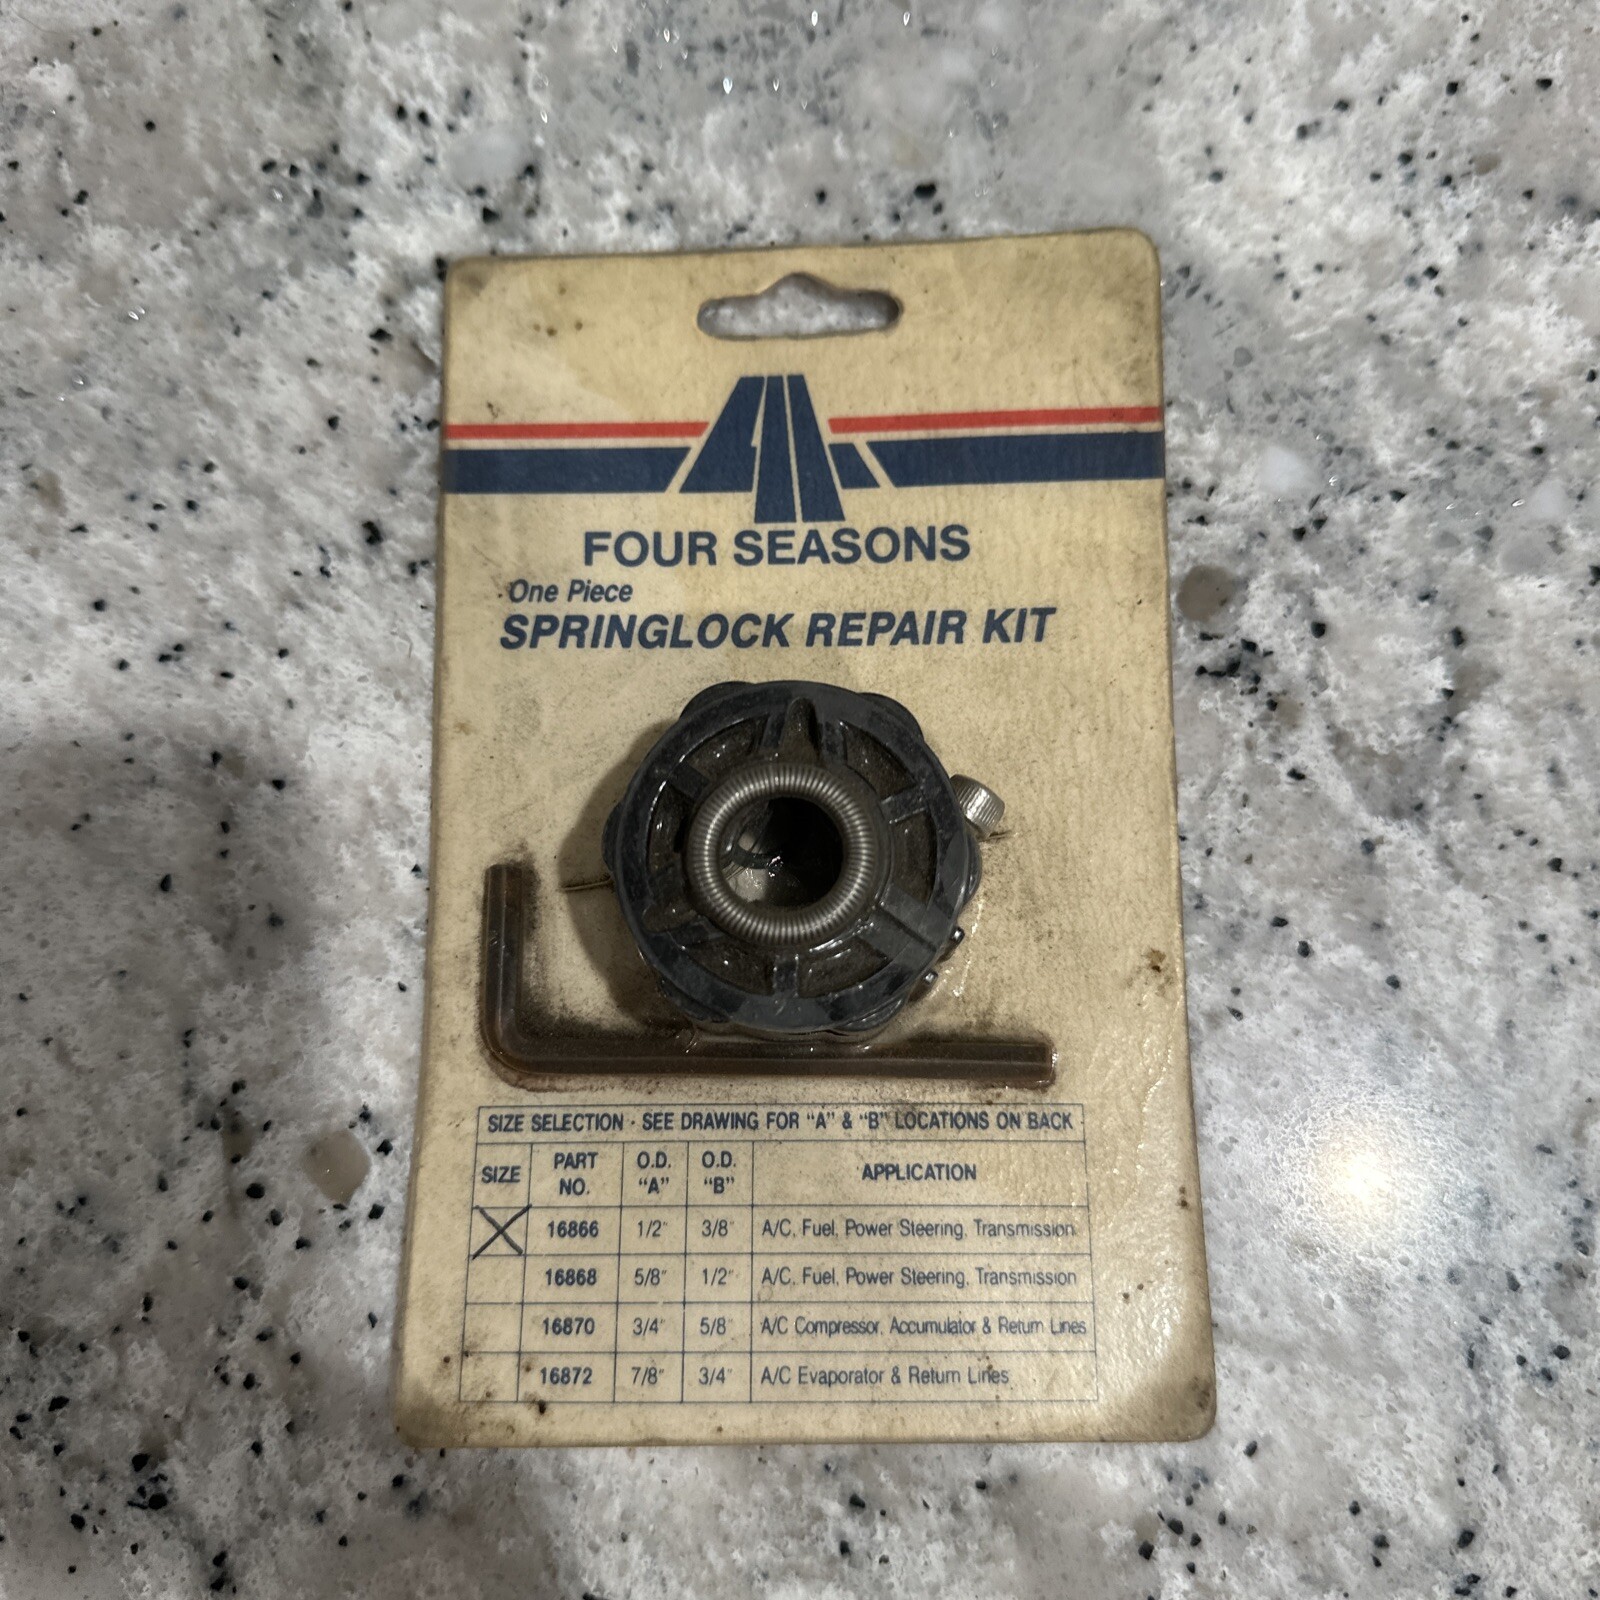 FOUR SEASONS
One Piece
SPRINGLOCK REPAIR KIT
SIZE SELECTION · SEE DRAWING FOR "A" & "B" LOCATIONS ON BACK
SIZE PART NO. O.D. "A" O.D. "B" APPLICATION
X 16866 1/2" 3/8" A/C, Fuel, Power Steering, Transmission
16868 5/8" 1/2" A/C, Fuel, Power Steering, Transmission
16870 3/4" 5/8" A/C Compressor, Accumulator & Return Lines
16872 7/8" 3/4" A/C Evaporator & Return Lines